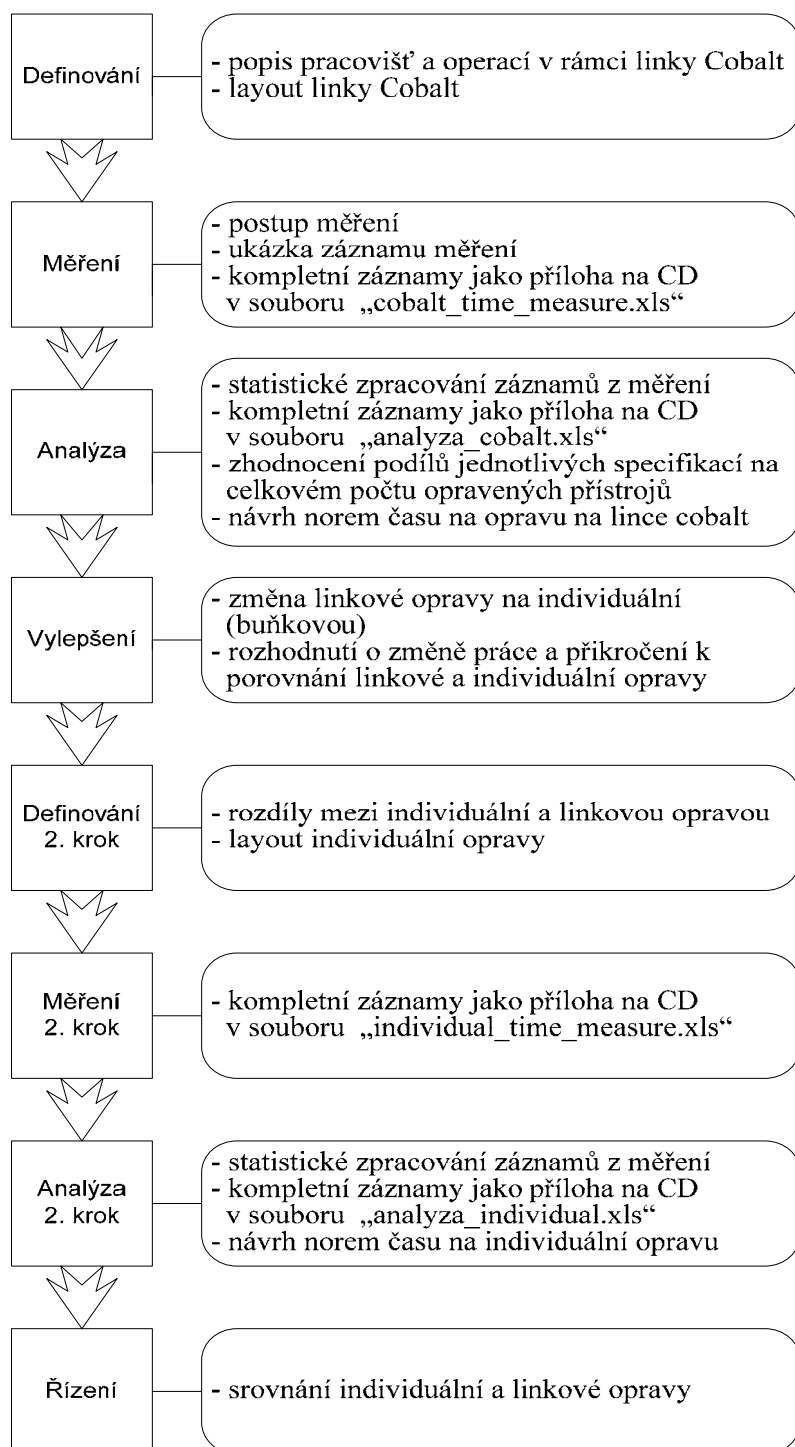 Definování
- popis pracovišť a operací v rámci linky Cobalt
- layout linky Cobalt
Měření
- postup měření
- ukázka záznamu měření
- kompletní záznamy jako příloha na CD
v souboru „cobalt_time_measure.xls“
Analýza
- statistické zpracování záznamů z měření
- kompletní záznamy jako příloha na CD
v souboru „analyza_cobalt.xls“
- zhodnocení podílů jednotlivých specifikací na
celkovém počtu opravených přístrojů
- návrh norem času na opravu na lince cobalt
Vylepšení
- změna linkové opravy na individuální
(buňkovou)
- rozhodnutí o změně práce a přikročení k
porovnání linkové a individuální opravy
Definování
2. krok
- rozdíly mezi individuální a linkovou opravou
- layout individuální opravy
Měření
2. krok
- kompletní záznamy jako příloha na CD
v souboru „individual_time_measure.xls“
Analýza
2. krok
- statistické zpracování záznamů z měření
- kompletní záznamy jako příloha na CD
v souboru „analyza_individual.xls“
- návrh norem času na individuální opravu
Řízení
- srovnání individuální a linkové opravy